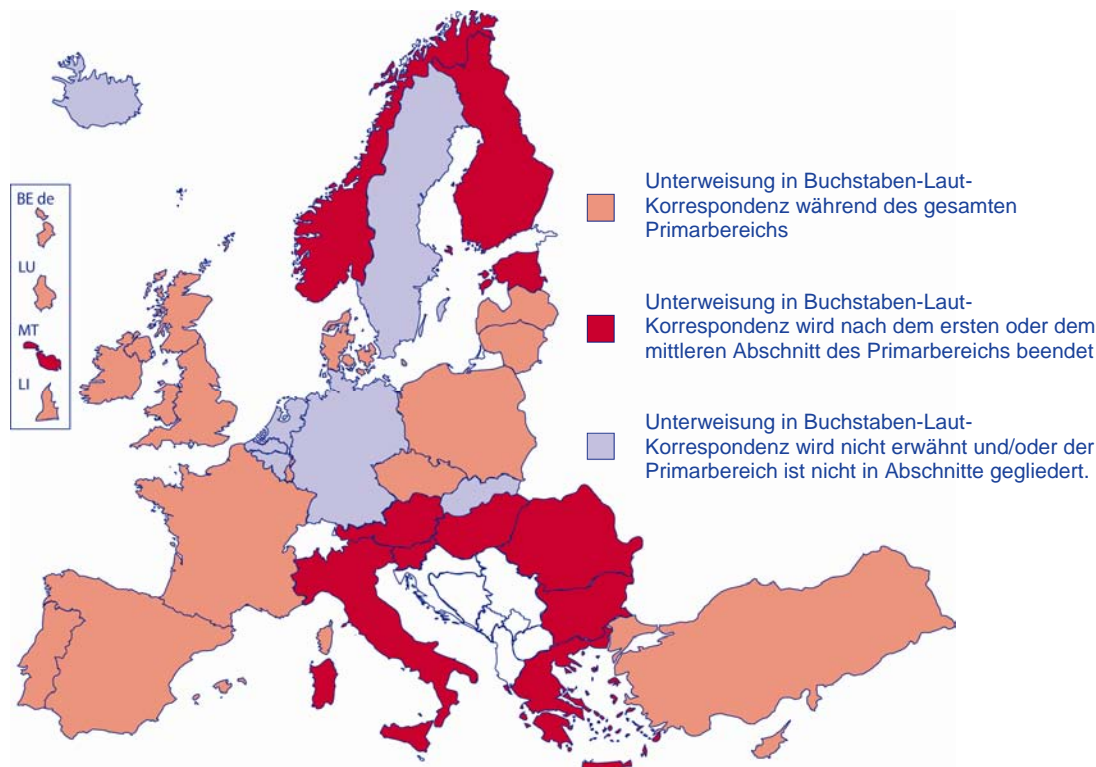 BE de
LU
MT
LI
Unterweisung in Buchstaben-Laut-
Korrespondenz während des gesamten
Primarbereichs
Unterweisung in Buchstaben-Laut-
Korrespondenz wird nach dem ersten oder dem
mittleren Abschnitt des Primarbereichs beendet
Unterweisung in Buchstaben-Laut-
Korrespondenz wird nicht erwähnt und/oder der
Primarbereich ist nicht in Abschnitte gegliedert.